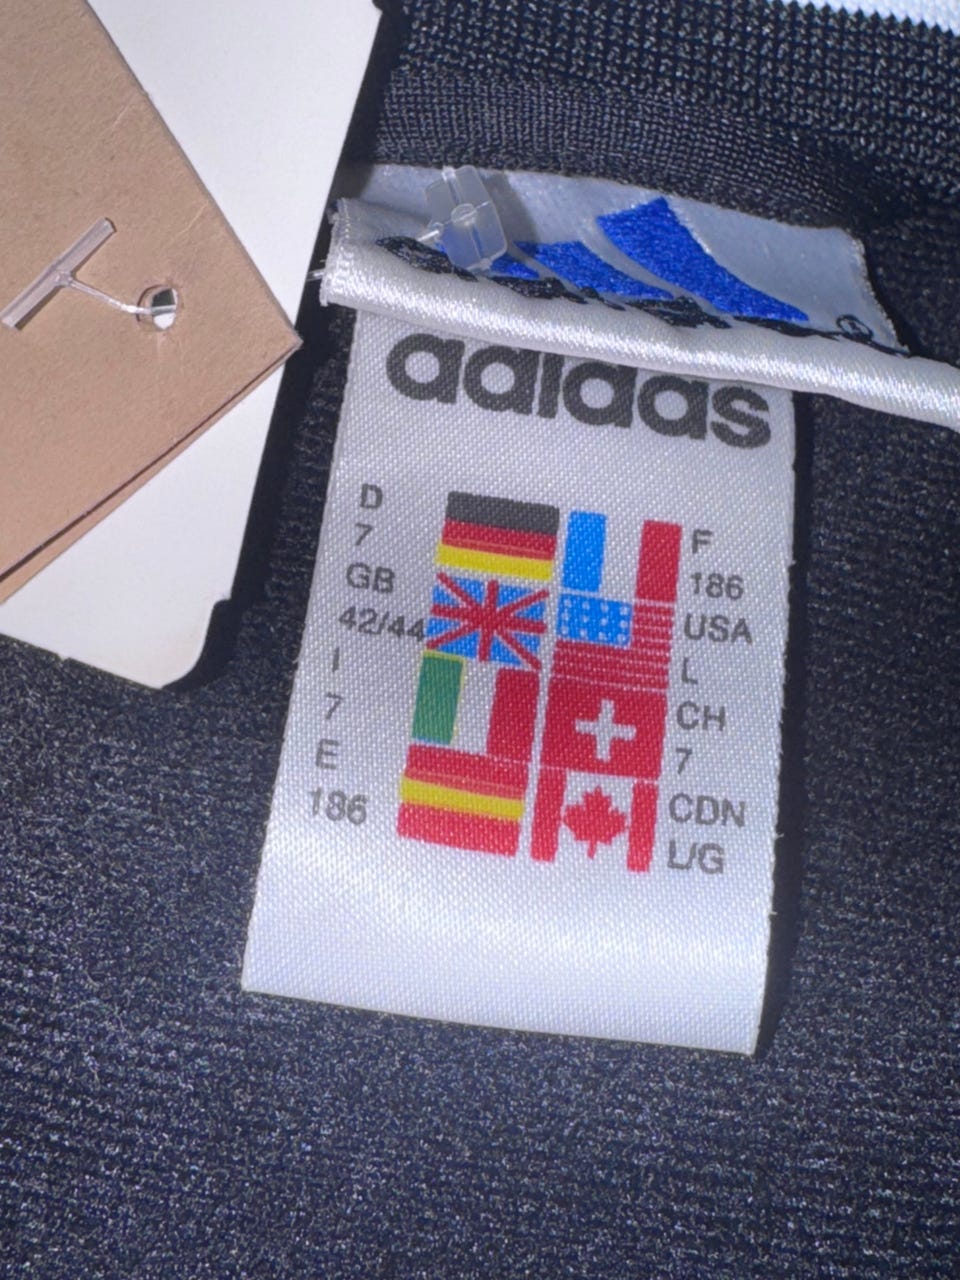 adidas
D
7
GB
42/44
I
7
E
186
F
186
USA
L
CH
7
CDN
L/G